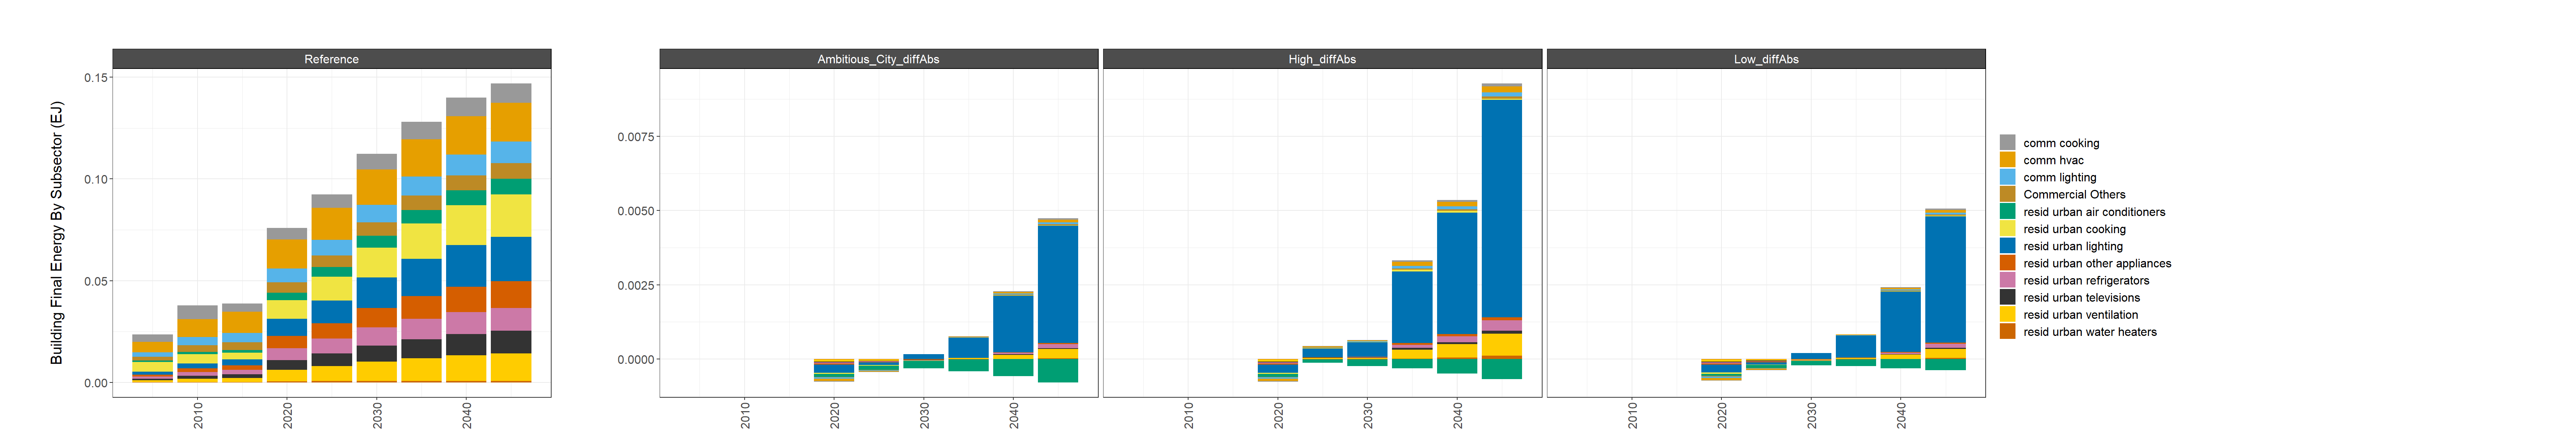 Reference
Ambitious_City_diffAbs
High_diffAbs
Low_diffAbs
Building Final Energy By Subsector (EJ)
0.15
0.10
0.05
0.00
0.0075
0.0050
0.0025
0.0000
2010
2020
2030
2040
2010
2020
2030
2040
2010
2020
2030
2040
2010
2020
2030
2040
comm cooking
comm hvac
comm lighting
Commercial Others
resid urban air conditioners
resid urban cooking
resid urban lighting
resid urban other appliances
resid urban refrigerators
resid urban televisions
resid urban ventilation
resid urban water heaters